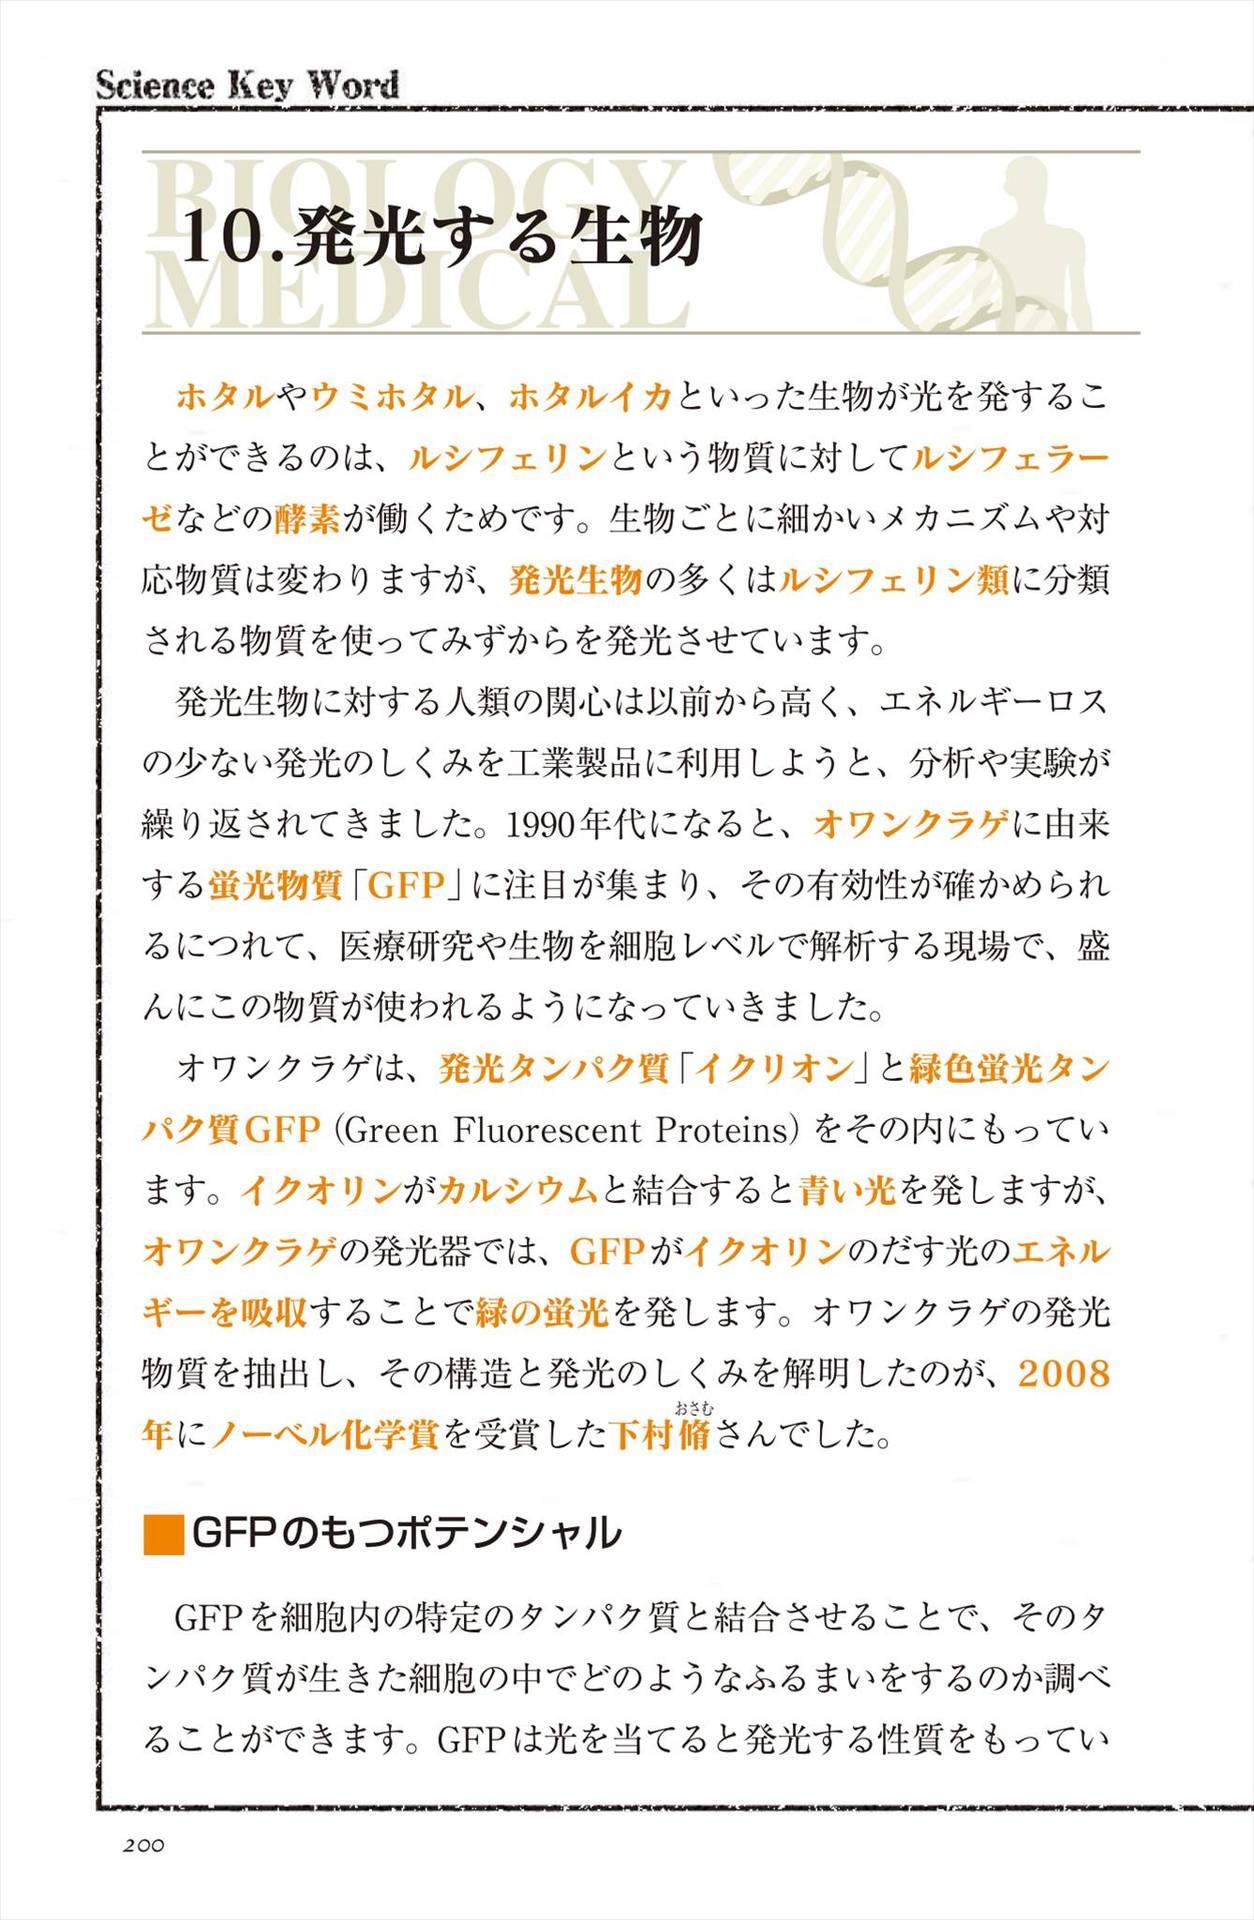 Science Key Word
BIOLOGY
MEDICAL
10.発光する生物
ホタルやウミホタル、ホタルイカといった生物が光を発するこ
とができるのは、ルシフェリンという物質に対してルシフェラー
ゼなどの酵素が働くためです。生物ごとに細かいメカニズムや対
応物質は変わりますが、発光生物の多くはルシフェリン類に分類
される物質を使ってみずからを発光させています。
発光生物に対する人類の関心は以前から高く、エネルギーロス
の少ない発光のしくみを工業製品に利用しようと、分析や実験が
繰り返されてきました。1990年代になると、オワンクラゲに由来
する蛍光物質「GFP」に注目が集まり、その有効性が確かめられ
るにつれて、医療研究や生物を細胞レベルで解析する現場で、盛
んにこの物質が使われるようになっていきました。
オワンクラゲは、発光タンパク質「イクリオン」と緑色蛍光タン
パク質GFP（Green Fluorescent Proteins）をその内にもってい
ます。イクオリンがカルシウムと結合すると青い光を発しますが、
オワンクラゲの発光器では、GFPがイクオリンのだす光のエネル
ギーを吸収することで緑の蛍光を発します。オワンクラゲの発光
物質を抽出し、その構造と発光のしくみを解明したのが、2008
おさむ
年にノーベル化学賞を受賞した下村脩さんでした。
■GFPのもつポテンシャル
GFPを細胞内の特定のタンパク質と結合させることで、そのタ
ンパク質が生きた細胞の中でどのようなふるまいをするのか調べ
ることができます。GFPは光を当てると発光する性質をもってい
200